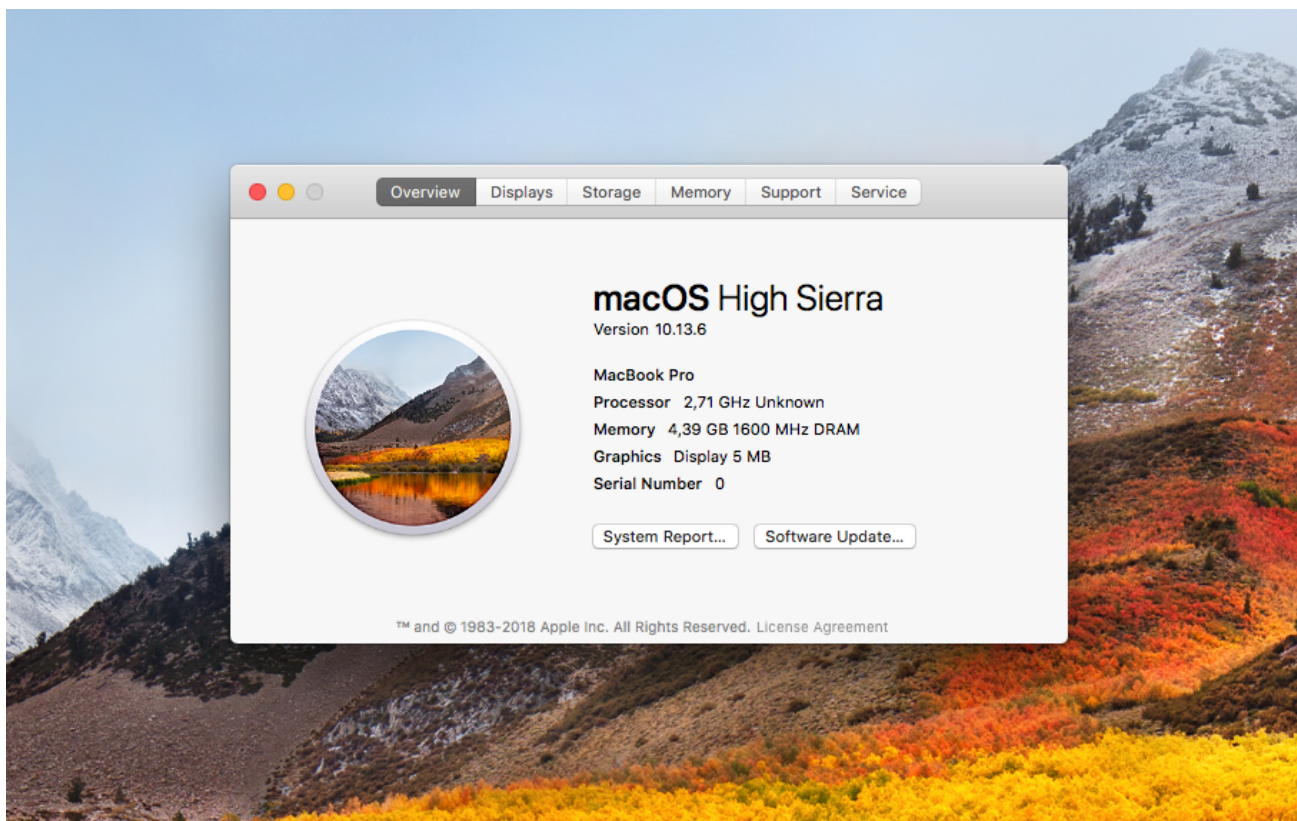 Overview Displays Storage Memory Support Service
macOS High Sierra
Version 10.13.6
MacBook Pro
Processor 2,71 GHz Unknown
Memory 4,39 GB 1600 MHz DRAM
Graphics Display 5 MB
Serial Number 0
System Report... Software Update...
™ and © 1983-2018 Apple Inc. All Rights Reserved. License Agreement